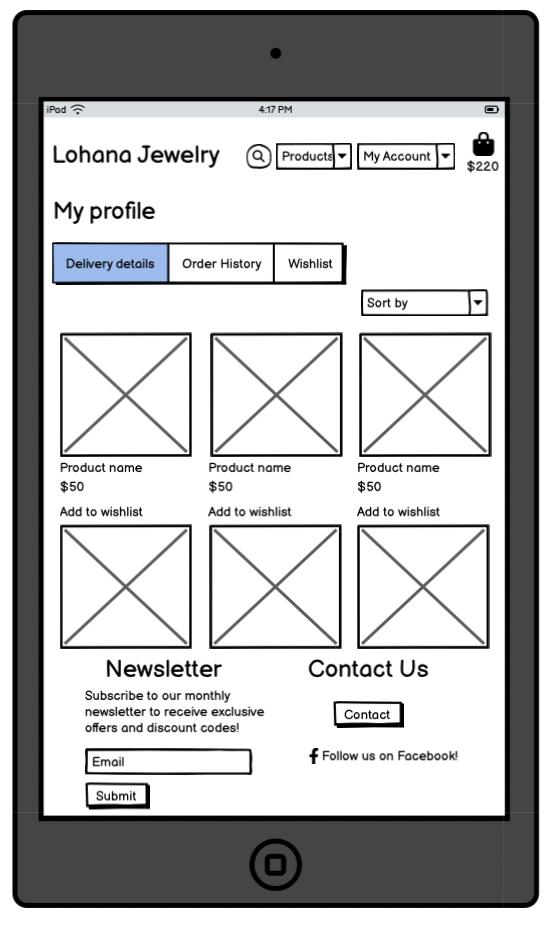 iPad
4:17 PM
Lohana Jewelry
Products
My Account
$220
My profile
Delivery details
Order History
Wishlist
Sort by
Product name
$50
Add to wishlist
Product name
$50
Add to wishlist
Product name
$50
Add to wishlist
Newsletter
Subscribe to our monthly
newsletter to receive exclusive
offers and discount codes!
Email
Submit
Contact Us
Contact
Follow us on Facebook!